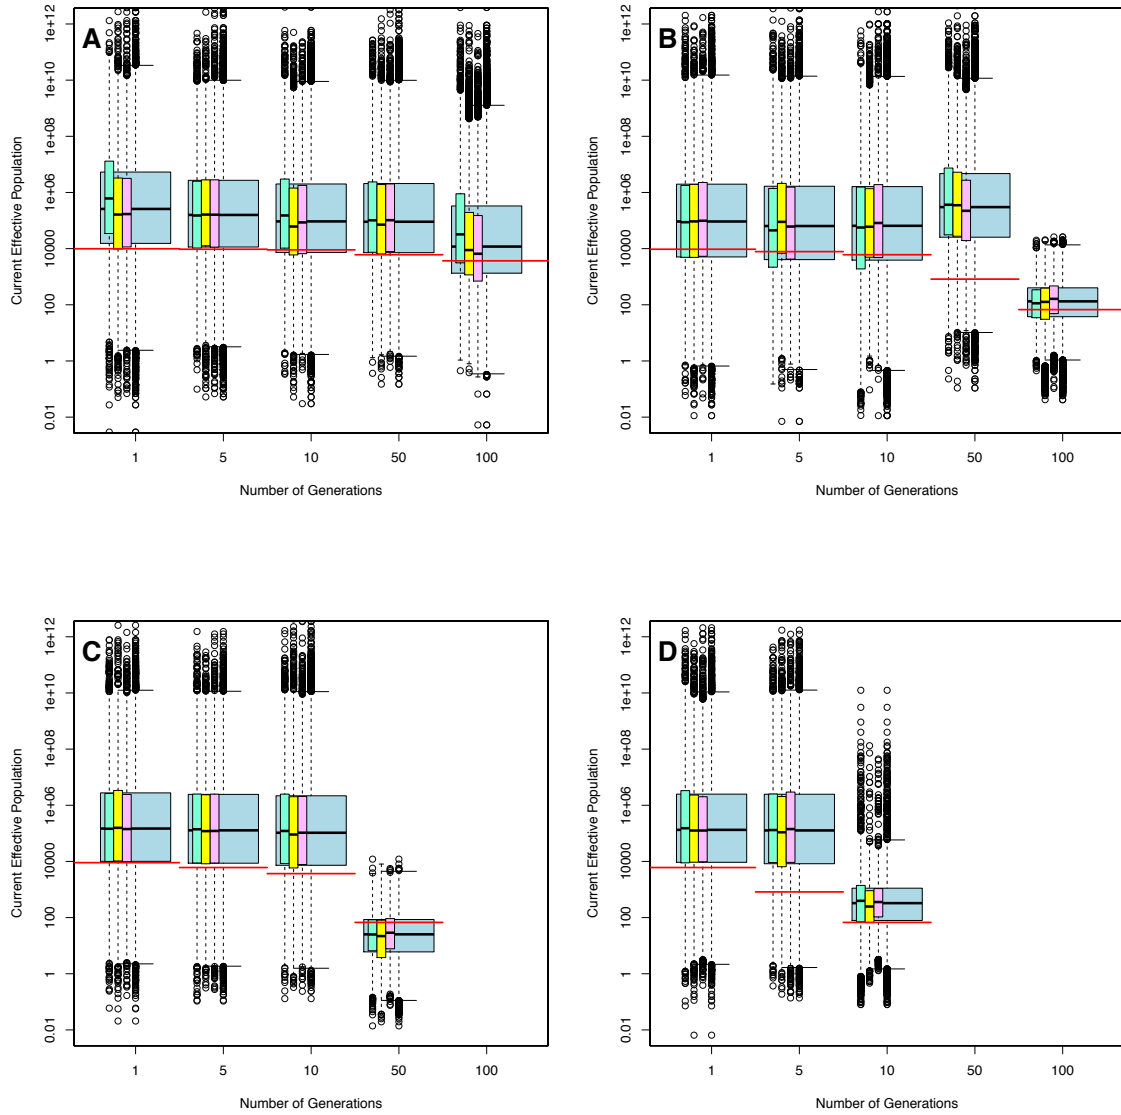 A
Current Effective Population
1e+12
1e+10
1e+08
1e+06
10000
100
1
0.01
1 5 10 50 100
Number of Generations
B
Current Effective Population
1e+12
1e+10
1e+08
1e+06
10000
100
1
0.01
1 5 10 50 100
Number of Generations
C
Current Effective Population
1e+12
1e+10
1e+08
1e+06
10000
100
1
0.01
1 5 10 50 100
Number of Generations
D
Current Effective Population
1e+12
1e+10
1e+08
1e+06
10000
100
1
0.01
1 5 10 50 100
Number of Generations